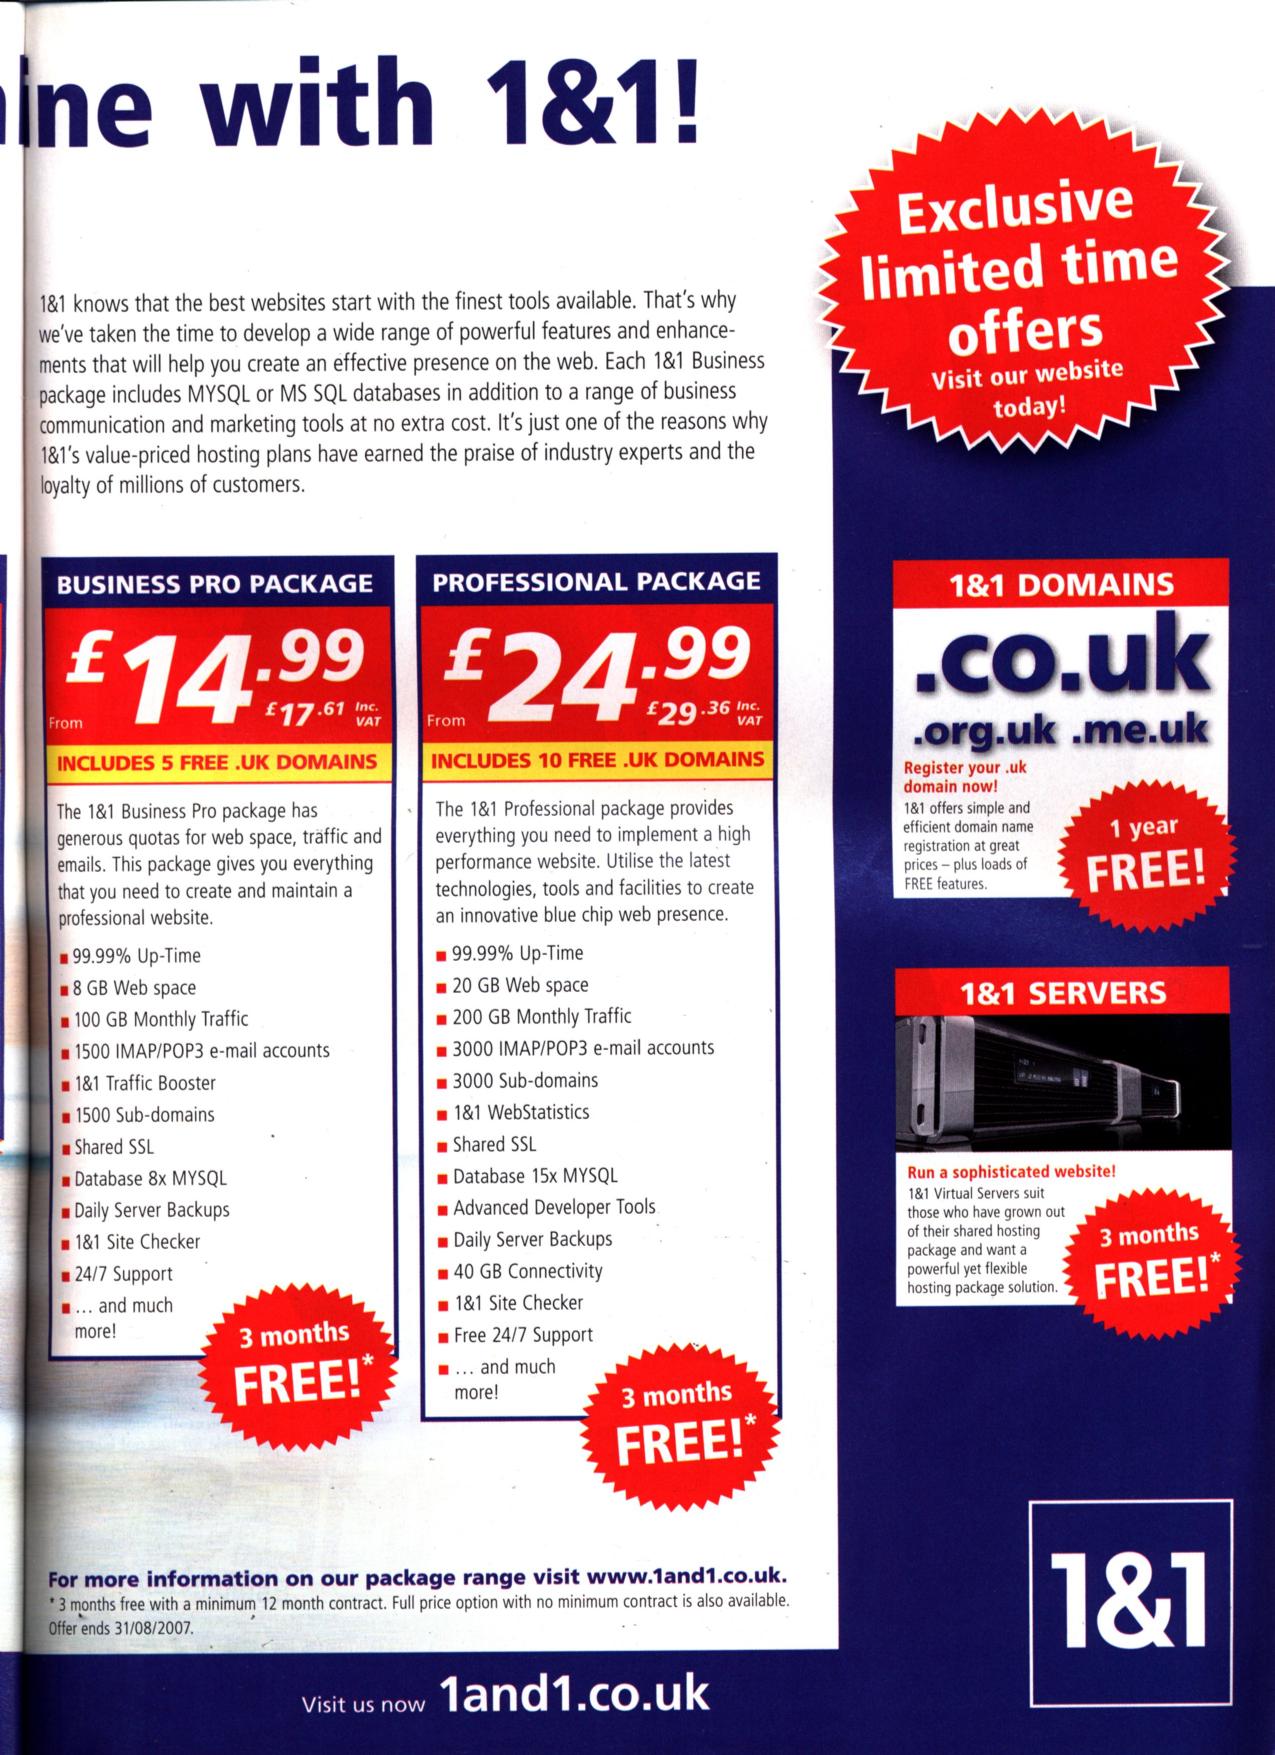 ine with 1&1!
Exclusive
limited time
offers
Visit our website
today!
1&1 knows that the best websites start with the finest tools available. That's why
we've taken the time to develop a wide range of powerful features and enhance-
ments that will help you create an effective presence on the web. Each 1&1 Business
package includes MYSQL or MS SQL databases in addition to a range of business
communication and marketing tools at no extra cost. It's just one of the reasons why
1&1's value-priced hosting plans have earned the praise of industry experts and the
loyalty of millions of customers.
BUSINESS PRO PACKAGE
From £14.99
£17.61 Inc. VAT
INCLUDES 5 FREE .UK DOMAINS
The 1&1 Business Pro package has
generous quotas for web space, traffic and
emails. This package gives you everything
that you need to create and maintain a
professional website.
■ 99.99% Up-Time
■ 8 GB Web space
■ 100 GB Monthly Traffic
■ 1500 IMAP/POP3 e-mail accounts
■ 1&1 Traffic Booster
■ 1500 Sub-domains
■ Shared SSL
■ Database 8x MYSQL
■ Daily Server Backups
■ 1&1 Site Checker
■ 24/7 Support
■ ... and much
more!
3 months
FREE!*
PROFESSIONAL PACKAGE
From £24.99
£29.36 Inc. VAT
INCLUDES 10 FREE .UK DOMAINS
The 1&1 Professional package provides
everything you need to implement a high
performance website. Utilise the latest
technologies, tools and facilities to create
an innovative blue chip web presence.
■ 99.99% Up-Time
■ 20 GB Web space
■ 200 GB Monthly Traffic
■ 3000 IMAP/POP3 e-mail accounts
■ 3000 Sub-domains
■ 1&1 WebStatistics
■ Shared SSL
■ Database 15x MYSQL
■ Advanced Developer Tools
■ Daily Server Backups
■ 40 GB Connectivity
■ 1&1 Site Checker
■ Free 24/7 Support
■ ... and much
more!
3 months
FREE!*
1&1 DOMAINS
.co.uk
.org.uk .me.uk
Register your .uk
domain now!
1&1 offers simple and
efficient domain name
registration at great
prices – plus loads of
FREE features.
1 year
FREE!
1&1 SERVERS
Run a sophisticated website!
1&1 Virtual Servers suit
those who have grown out
of their shared hosting
package and want a
powerful yet flexible
hosting package solution.
3 months
FREE!*
For more information on our package range visit www.1and1.co.uk.
* 3 months free with a minimum 12 month contract. Full price option with no minimum contract is also available.
Offer ends 31/08/2007.
Visit us now 1and1.co.uk
1&1